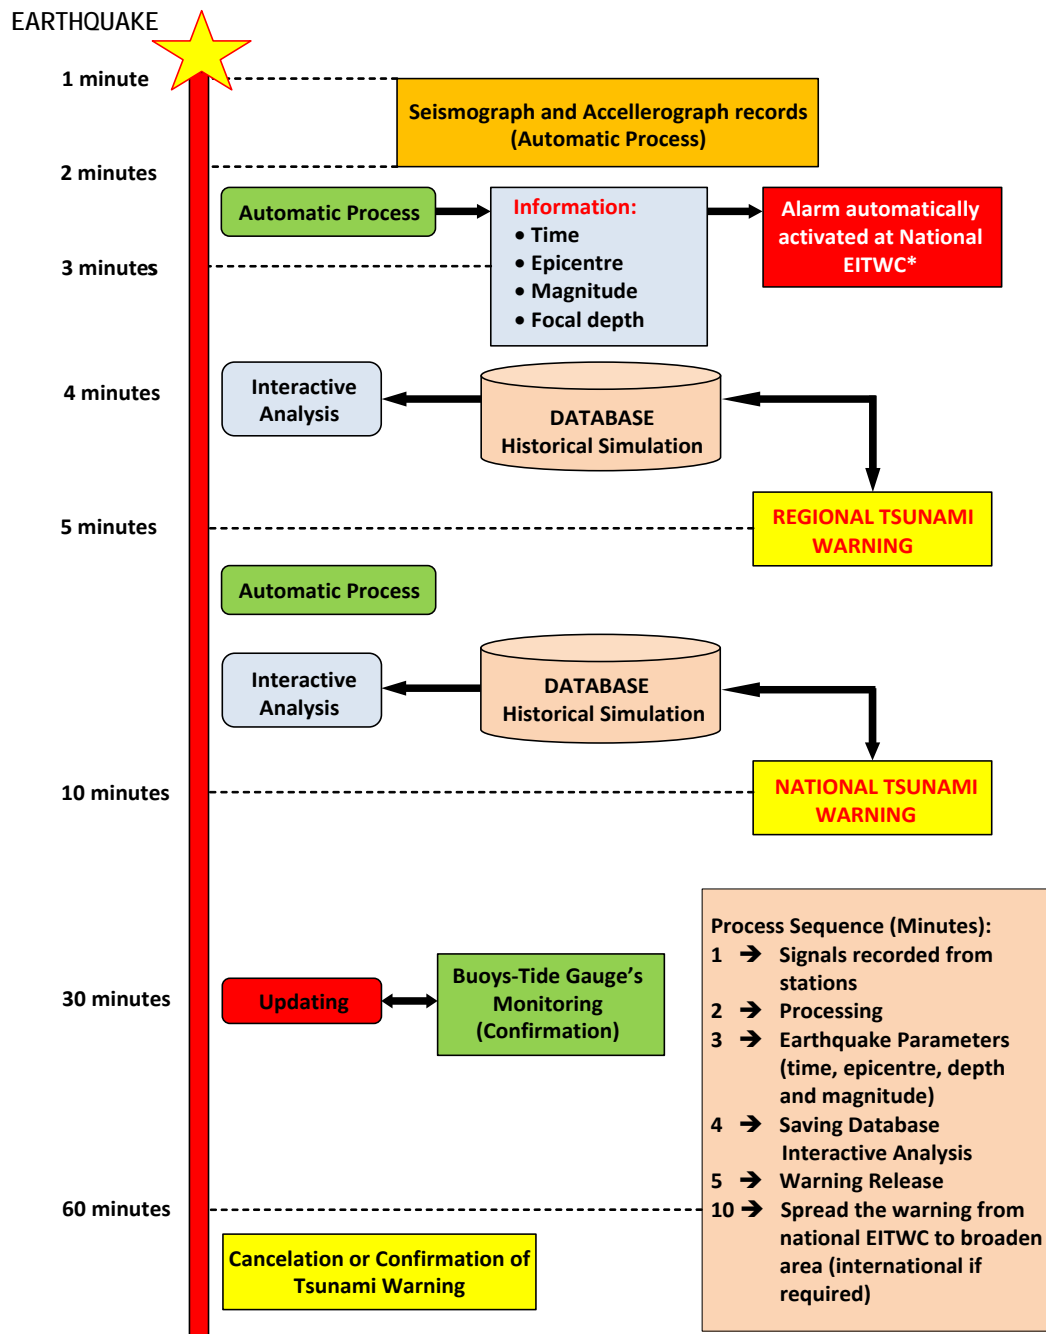 EARTHQUAKE
1 minute
Seismograph and Accellerograph records
(Automatic Process)
2 minutes
Automatic Process
Information:
• Time
• Epicentre
• Magnitude
• Focal depth
Alarm automatically
activated at National
EITWC*
3 minutes
4 minutes
Interactive
Analysis
DATABASE
Historical Simulation
5 minutes
REGIONAL TSUNAMI
WARNING
Automatic Process
Interactive
Analysis
DATABASE
Historical Simulation
10 minutes
NATIONAL TSUNAMI
WARNING
30 minutes
Updating
Buoys-Tide Gauge's
Monitoring
(Confirmation)
Process Sequence (Minutes):
1 ➔ Signals recorded from
stations
2 ➔ Processing
3 ➔ Earthquake Parameters
(time, epicentre, depth
and magnitude)
4 ➔ Saving Database
Interactive Analysis
5 ➔ Warning Release
10 ➔ Spread the warning from
national EITWC to broaden
area (international if
required)
60 minutes
Cancelation or Confirmation of
Tsunami Warning